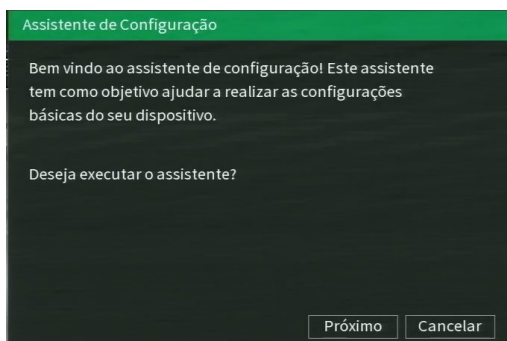 Assistente de Configuração
Bem vindo ao assistente de configuração! Este assistente
tem como objetivo ajudar a realizar as configurações
básicas do seu dispositivo.
Deseja executar o assistente?
Próximo
Cancelar